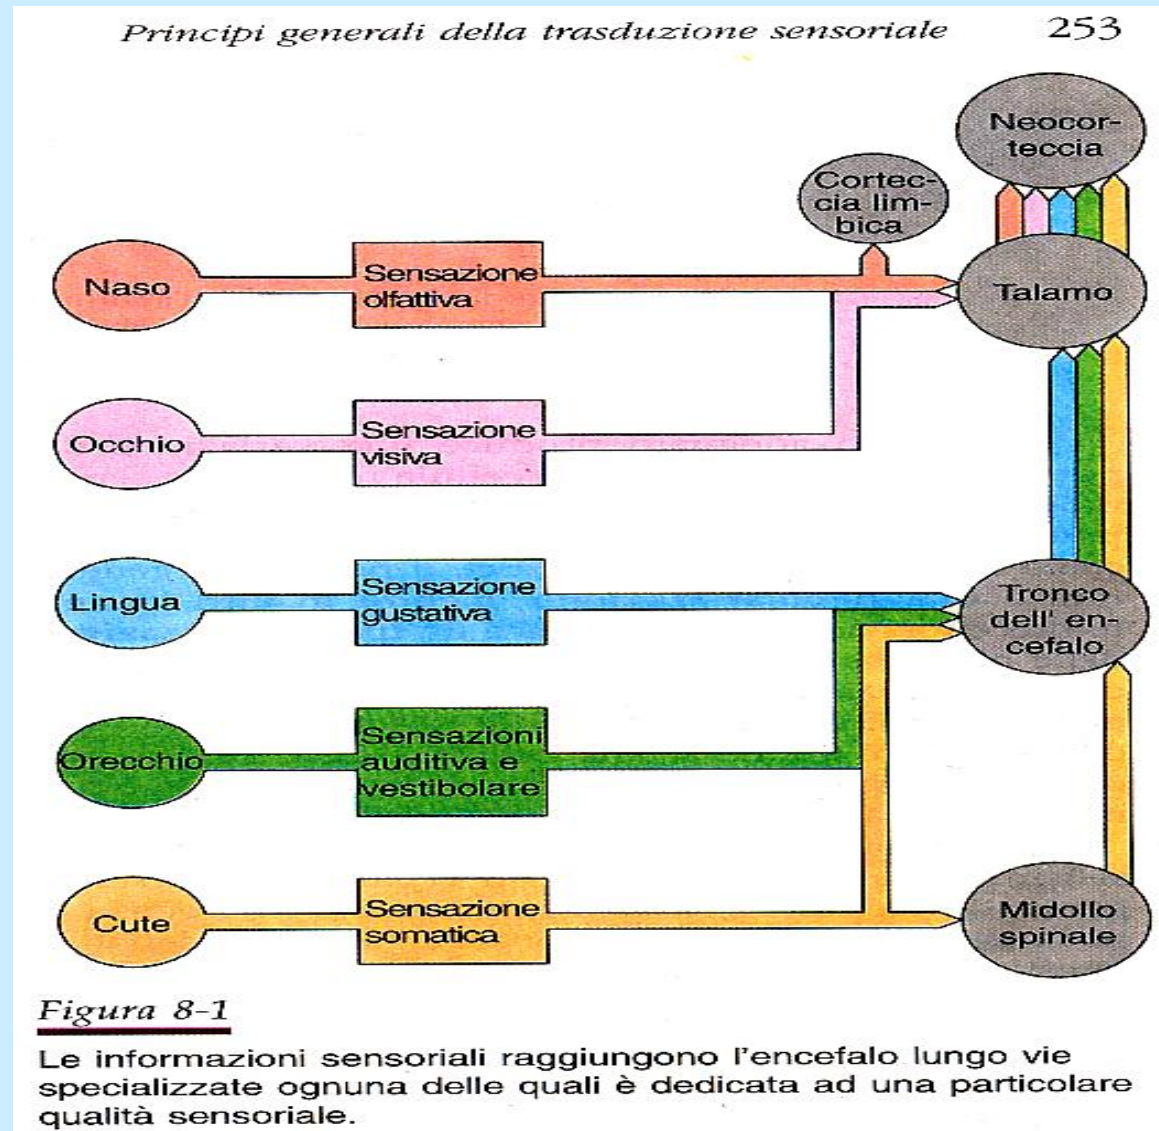 Principi generali della trasduzione sensoriale 253
Neocor-
teccia
Cortec-
cia lim-
bica
Naso
Sensazione
olfattiva
Talamo
Occhio
Sensazione
visiva
Lingua
Sensazione
gustativa
Tronco
dell' en-
cefalo
Orecchio
Sensazioni
auditiva e
vestibolare
Cute
Sensazione
somatica
Midollo
spinale
Figura 8-1
Le informazioni sensoriali raggiungono l'encefalo lungo vie
specializzate ognuna delle quali è dedicata ad una particolare
qualità sensoriale.